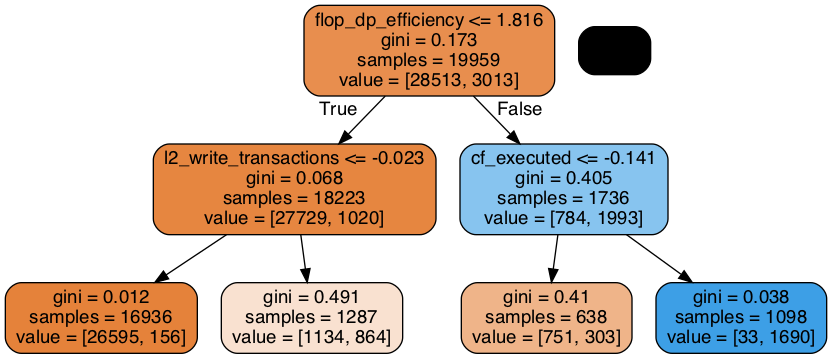 flop_dp_efficiency <= 1.816
gini = 0.173
samples = 19959
value = [28513, 3013]
True
False
l2_write_transactions <= -0.023
gini = 0.068
samples = 18223
value = [27729, 1020]
cf_executed <= -0.141
gini = 0.405
samples = 1736
value = [784, 1993]
gini = 0.012
samples = 16936
value = [26595, 156]
gini = 0.491
samples = 1287
value = [1134, 864]
gini = 0.41
samples = 638
value = [751, 303]
gini = 0.038
samples = 1098
value = [33, 1690]